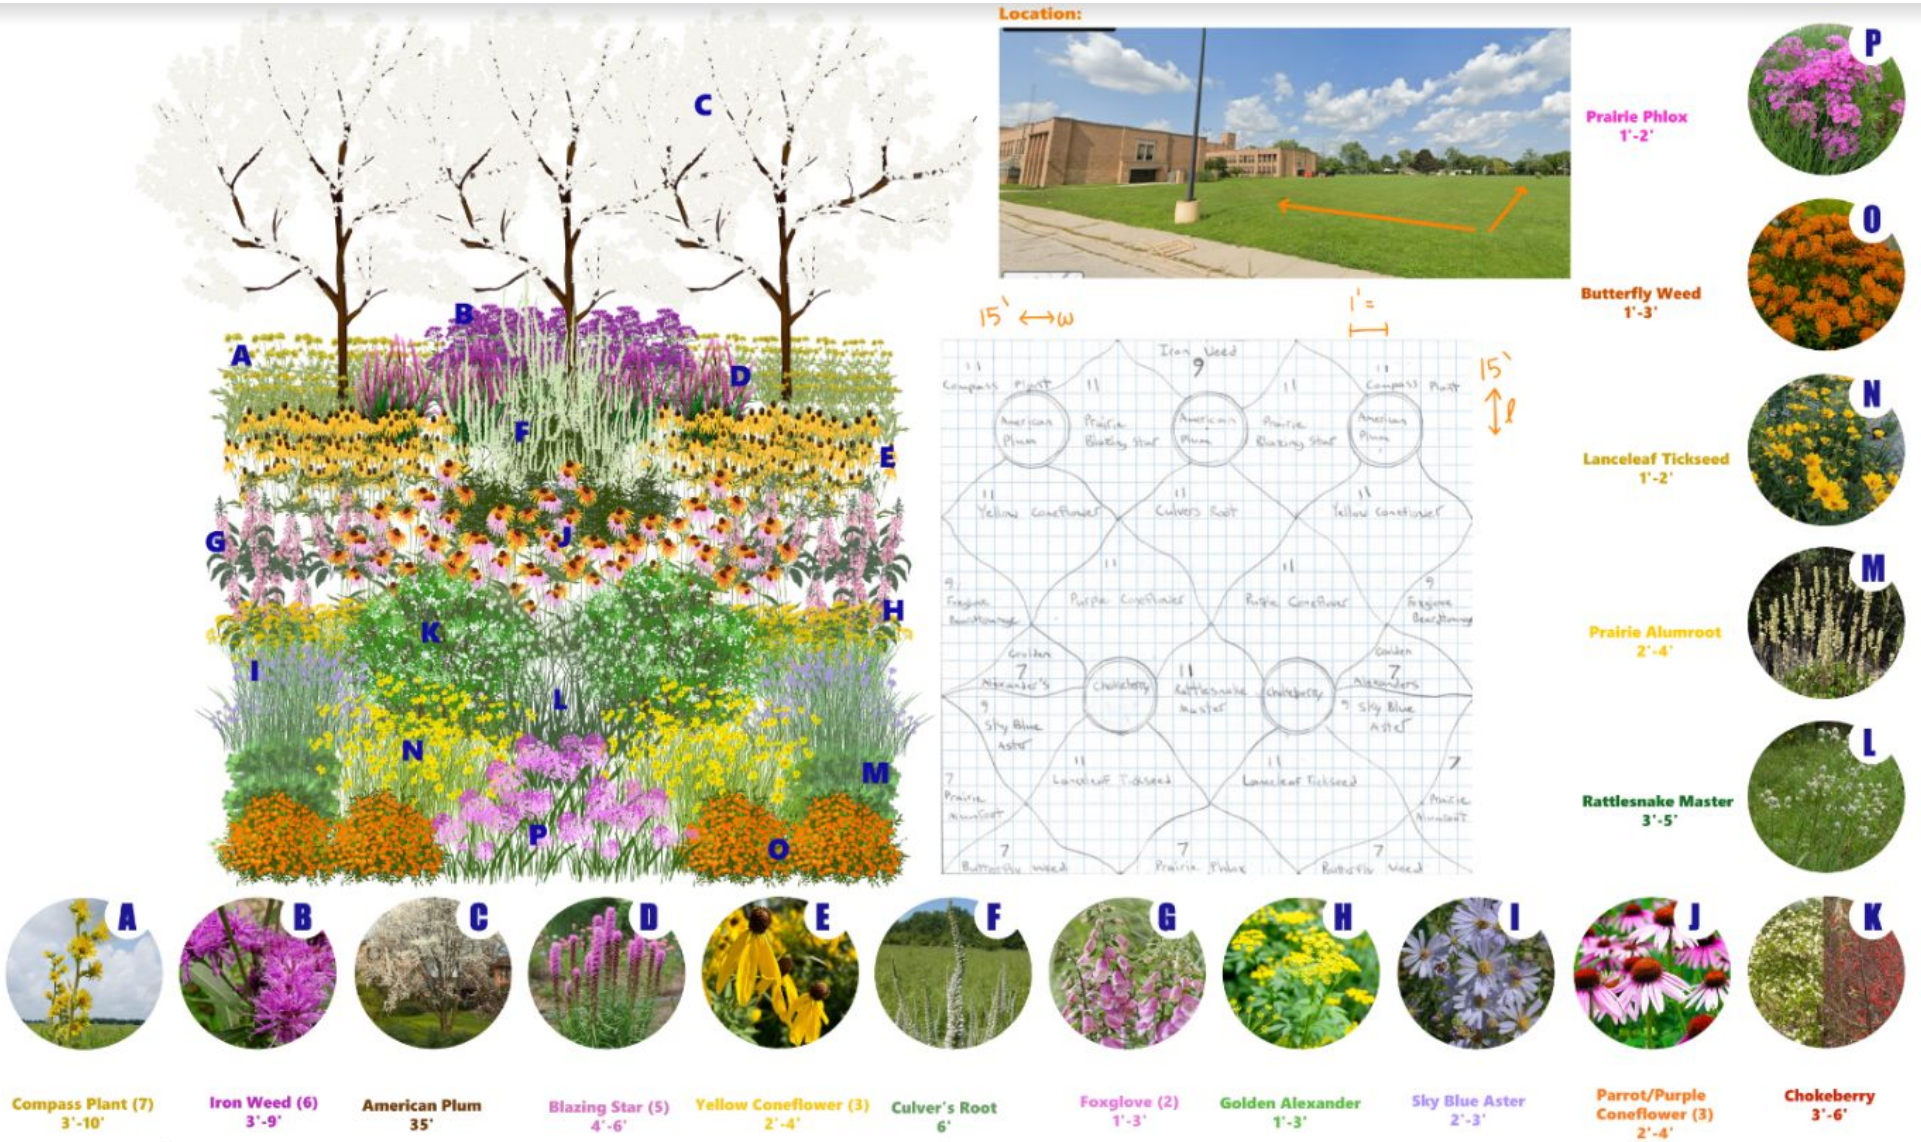 Location:
C
B
A
D
F
E
G
J
H
K
I
L
N
M
P
O
15' ↔ w
1' =
15'
l
Iron Weed
9
11
Compass Plant
11
11
11
Compass Plant
American Plum
Prairie Blazing Star
American Plum
Prairie Blazing Star
American Plum
11
Yellow Coneflower
11
Culvers Root
11
Yellow Coneflower
11
11
9
Foxglove Beardtounge
Purple Coneflower
Purple Coneflower
9
Foxglove Beardtounge
Goulden
7
Alexander's
Chokeberry
11
Rattlesnake Master
Chokeberry
Goulden
7
Alexanders
9
Sky Blue Aster
9
Sky Blue Aster
11
Lanceleaf Tickseed
11
Lanceleaf Tickseed
7
7
Prairie Alumroot
Prairie Alumroot
7
Butterfly Weed
7
Prairie Phlox
7
Butterfly Weed
P
Prairie Phlox
1'-2'
O
Butterfly Weed
1'-3'
N
Lanceleaf Tickseed
1'-2'
M
Prairie Alumroot
2'-4'
L
Rattlesnake Master
3'-5'
A
Compass Plant (7)
3'-10'
B
Iron Weed (6)
3'-9'
C
American Plum
35'
D
Blazing Star (5)
4'-6'
E
Yellow Coneflower (3)
2'-4'
F
Culver's Root
6'
G
Foxglove (2)
1'-3'
H
Golden Alexander
1'-3'
I
Sky Blue Aster
2'-3'
J
Parrot/Purple
Coneflower (3)
2'-4'
K
Chokeberry
3'-6'